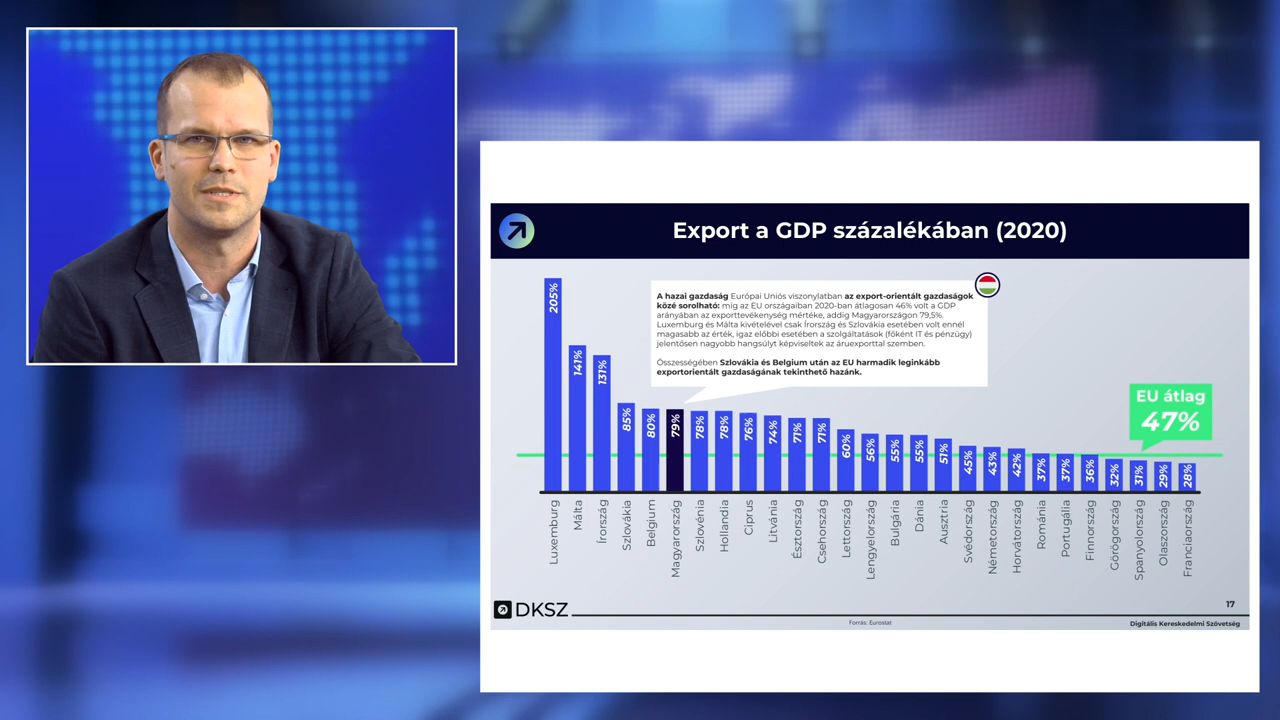 Export a GDP százalékában (2020)
A hazai gazdaság Európai Uniós viszonylatban az export-orientált gazdaságok
közé sorolható: míg az EU országaiban 2020-ban átlagosan 46% volt a GDP
arányában az exporttevékenység mértéke, addig Magyarországon 79,5%.
Luxemburg és Málta kivételével csak Írország és Szlovákia esetében volt ennél
magasabb az érték, igaz előbbi esetében a szolgáltatások (főként IT és pénzügy)
jelentősen nagyobb hangsúlyt képviseltek az áruexporttal szemben.
Összességében Szlovákia és Belgium után az EU harmadik leginkább
exportorientált gazdaságának tekinthető hazánk.
EU átlag
47%
205%
141%
131%
85%
80%
79%
78%
78%
76%
74%
71%
71%
60%
56%
55%
55%
51%
45%
43%
42%
37%
37%
36%
32%
31%
29%
28%
Luxemburg
Málta
Írország
Szlovákia
Belgium
Magyarország
Szlovénia
Hollandia
Ciprus
Litvánia
Észtország
Csehország
Lettország
Lengyelország
Bulgária
Dánia
Ausztria
Svédország
Németország
Horvátország
Románia
Portugália
Finnország
Görögország
Spanyolország
Olaszország
Franciaország
DKSZ
17
Forrás: Eurostat
Digitális Kereskedelmi Szövetség